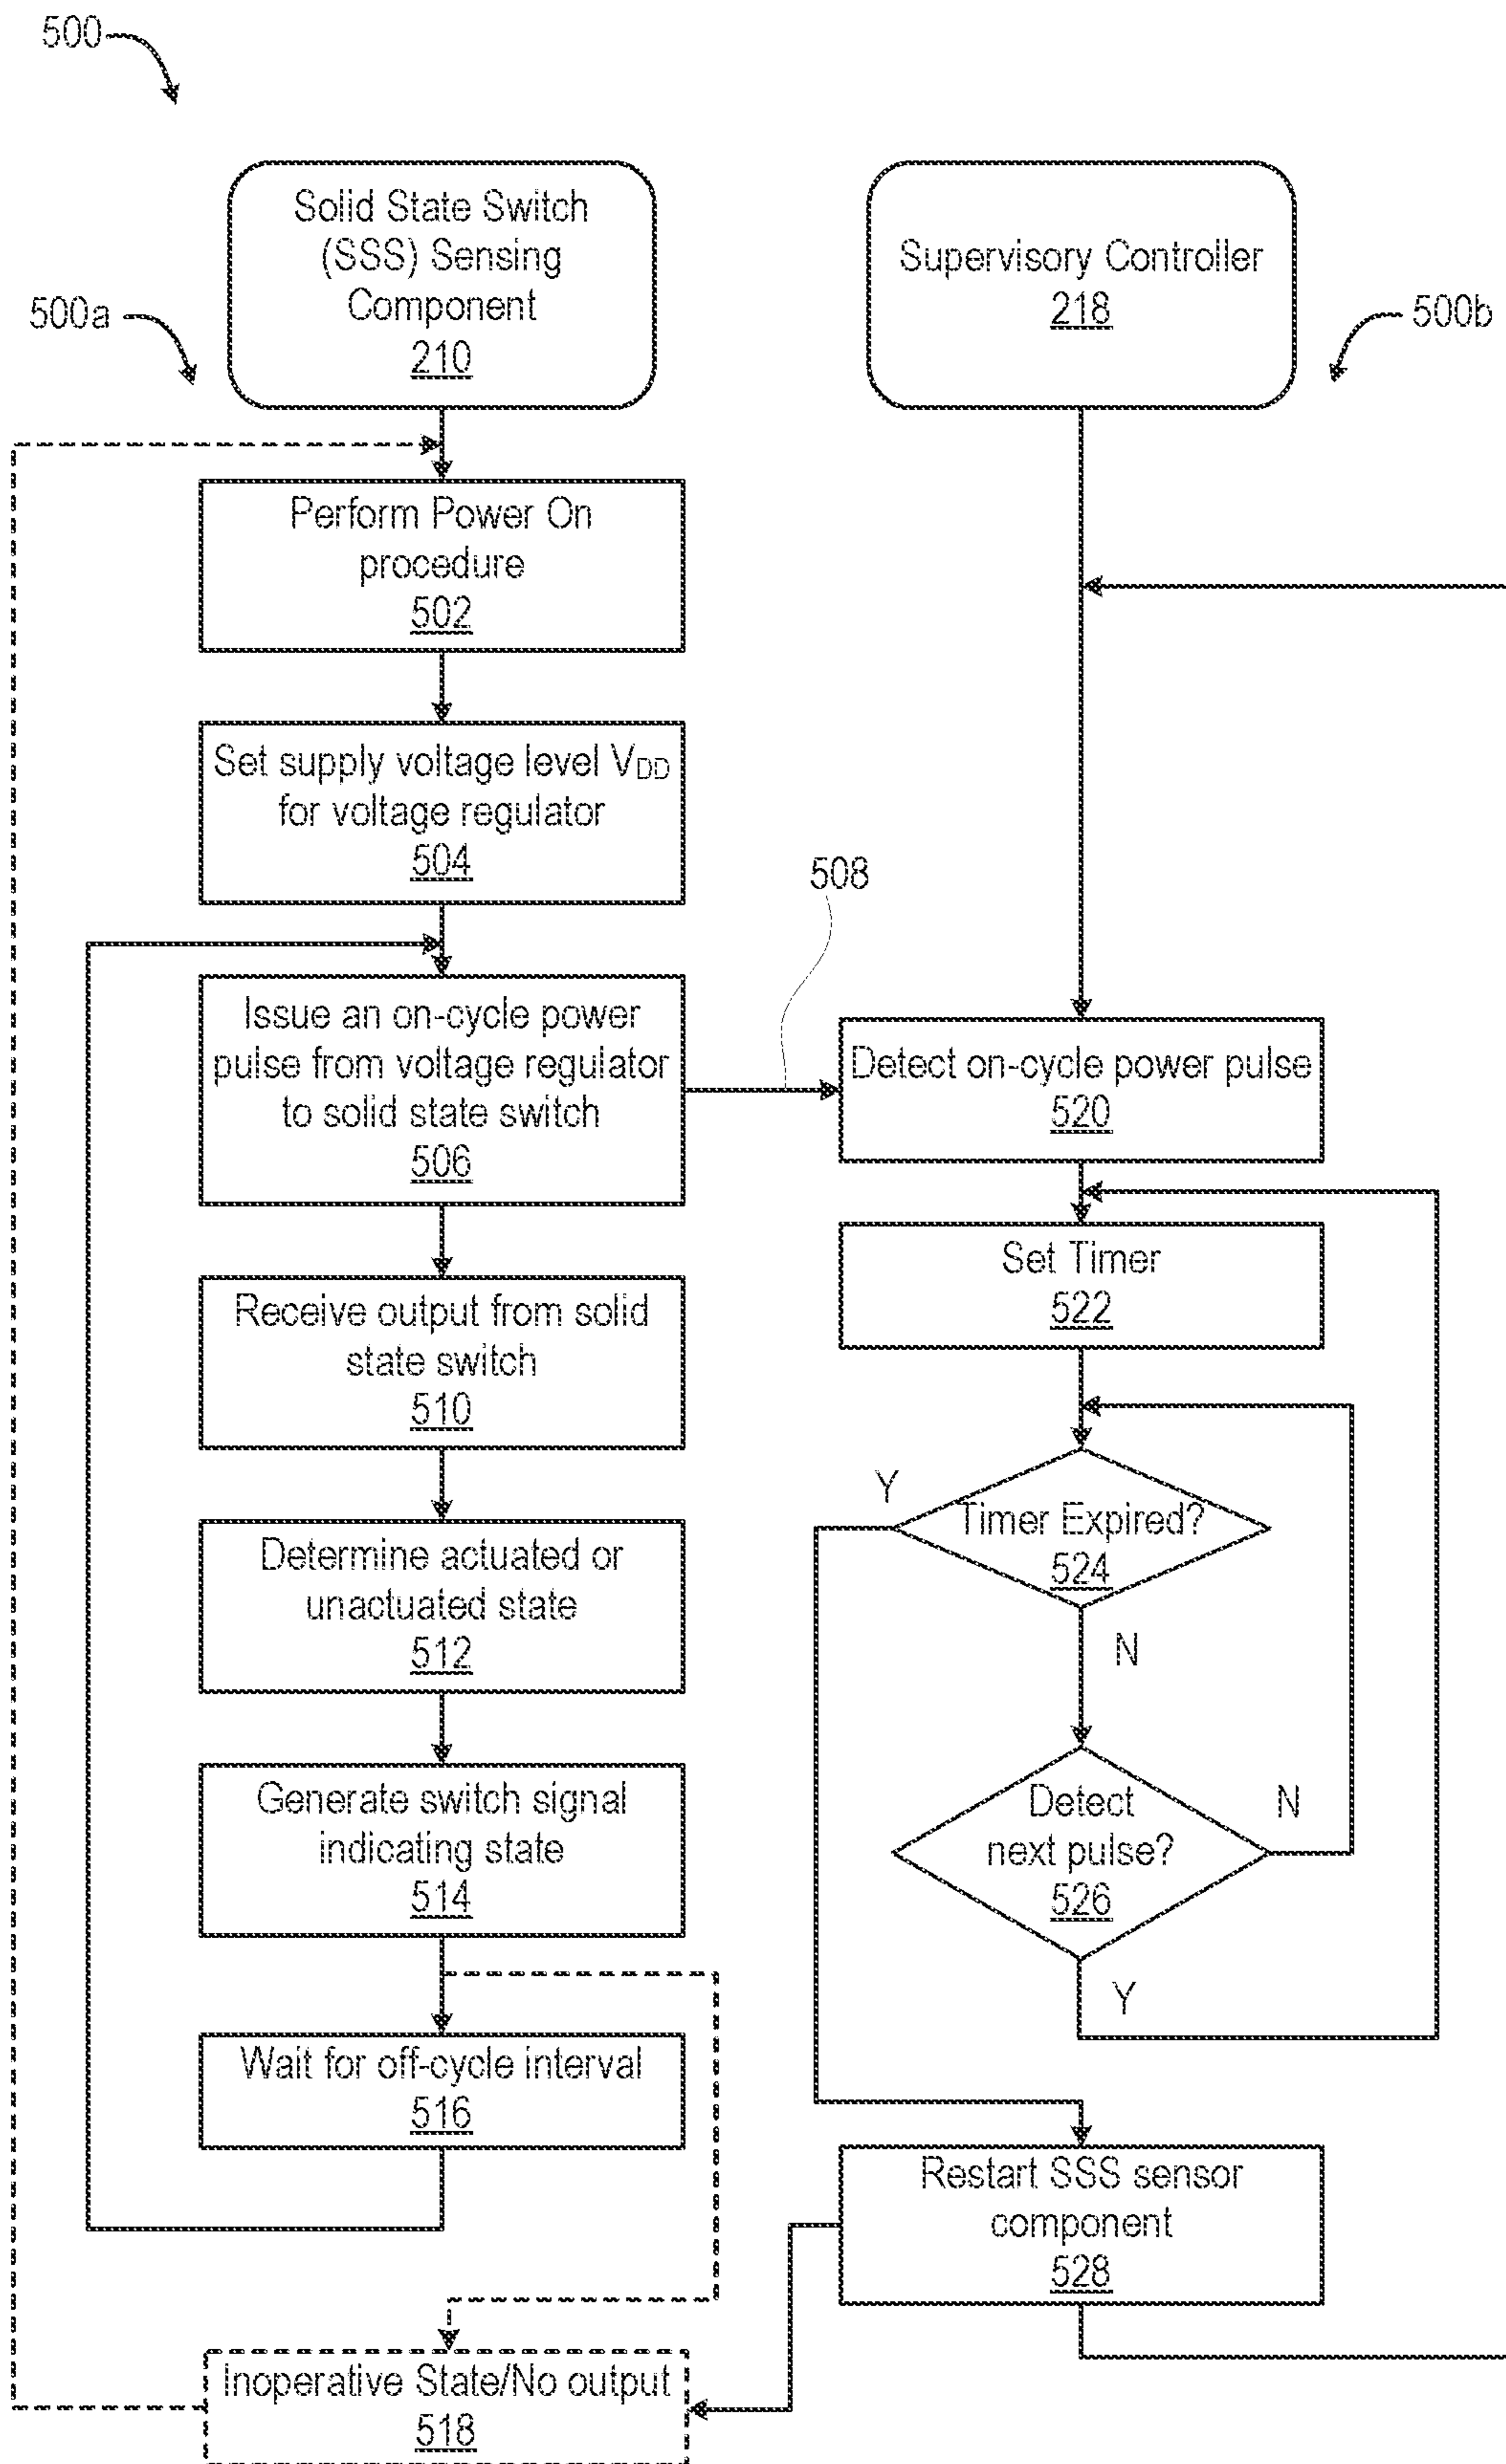 500
Solid State Switch
(SSS) Sensing
Component
210
500a
Supervisory Controller
218
500b
Perform Power On
procedure
502
Set supply voltage level VDD
for voltage regulator
504
508
Issue an on-cycle power
pulse from voltage regulator
to solid state switch
506
Detect on-cycle power pulse
520
Set Timer
522
Receive output from solid
state switch
510
Y
Timer Expired?
524
N
Determine actuated or
unactuated state
512
Detect
next pulse?
526
N
Y
Generate switch signal
indicating state
514
Wait for off-cycle interval
516
Restart SSS sensor
component
528
Inoperative State/No output
518